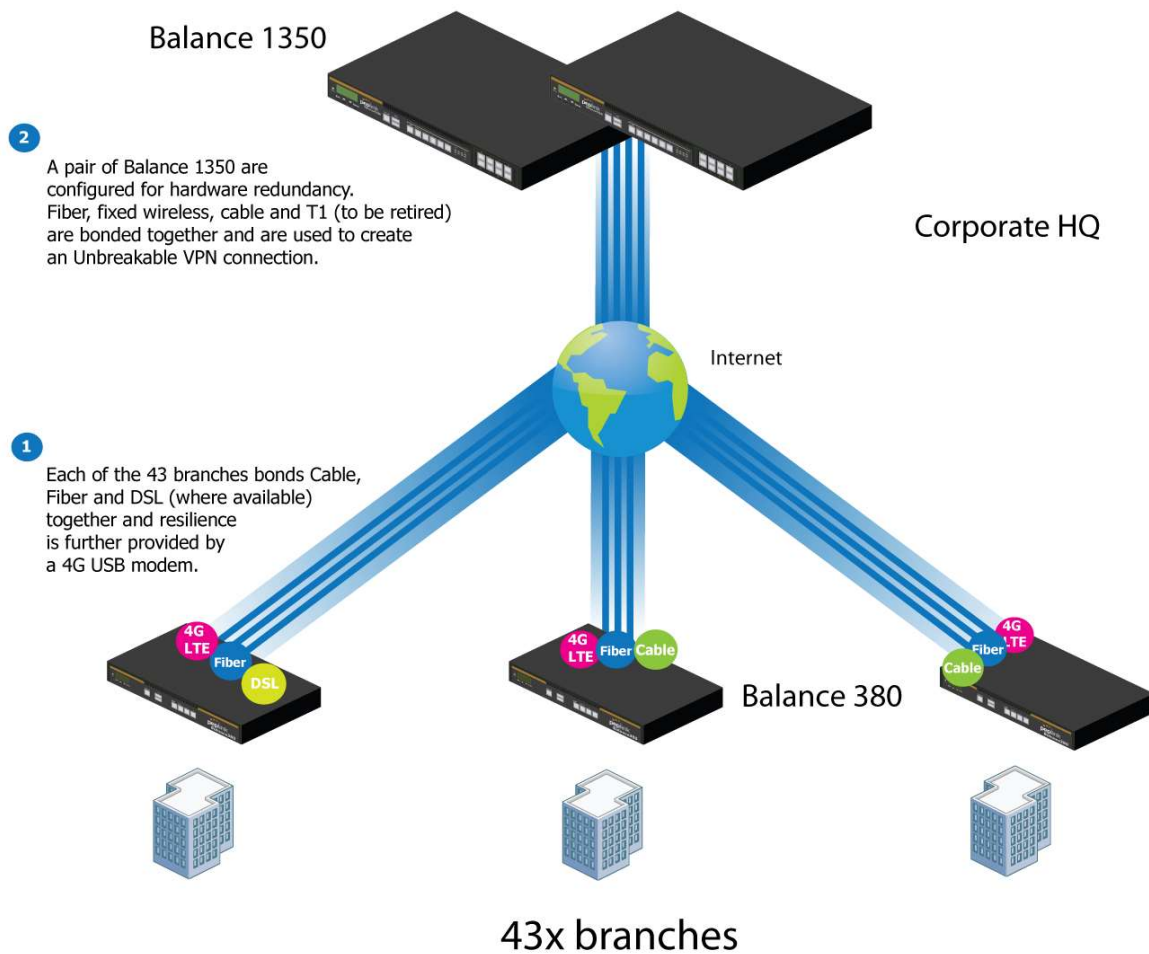 Balance 1350
2
A pair of Balance 1350 are
configured for hardware redundancy.
Fiber, fixed wireless, cable and T1 (to be retired)
are bonded together and are used to create
an Unbreakable VPN connection.
Corporate HQ
Internet
1
Each of the 43 branches bonds Cable,
Fiber and DSL (where available)
together and resilience
is further provided by
a 4G USB modem.
4G
LTE
Fiber
DSL
4G
LTE
Fiber
Cable
4G
LTE
Fiber
Cable
Balance 380
43x branches